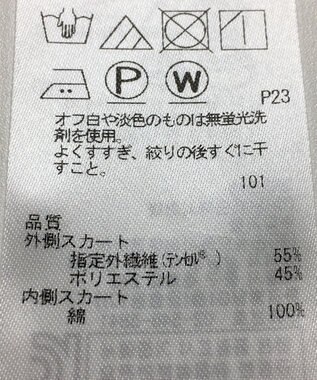 P
W
P23
オフ白や淡色のものは無蛍光洗
剤を使用。
よくすすぎ、絞りの後すぐに干
すこと。
101
品質
外側スカート
指定外繊維(テンセル®) 55%
ポリエステル 45%
内側スカート
綿 100%